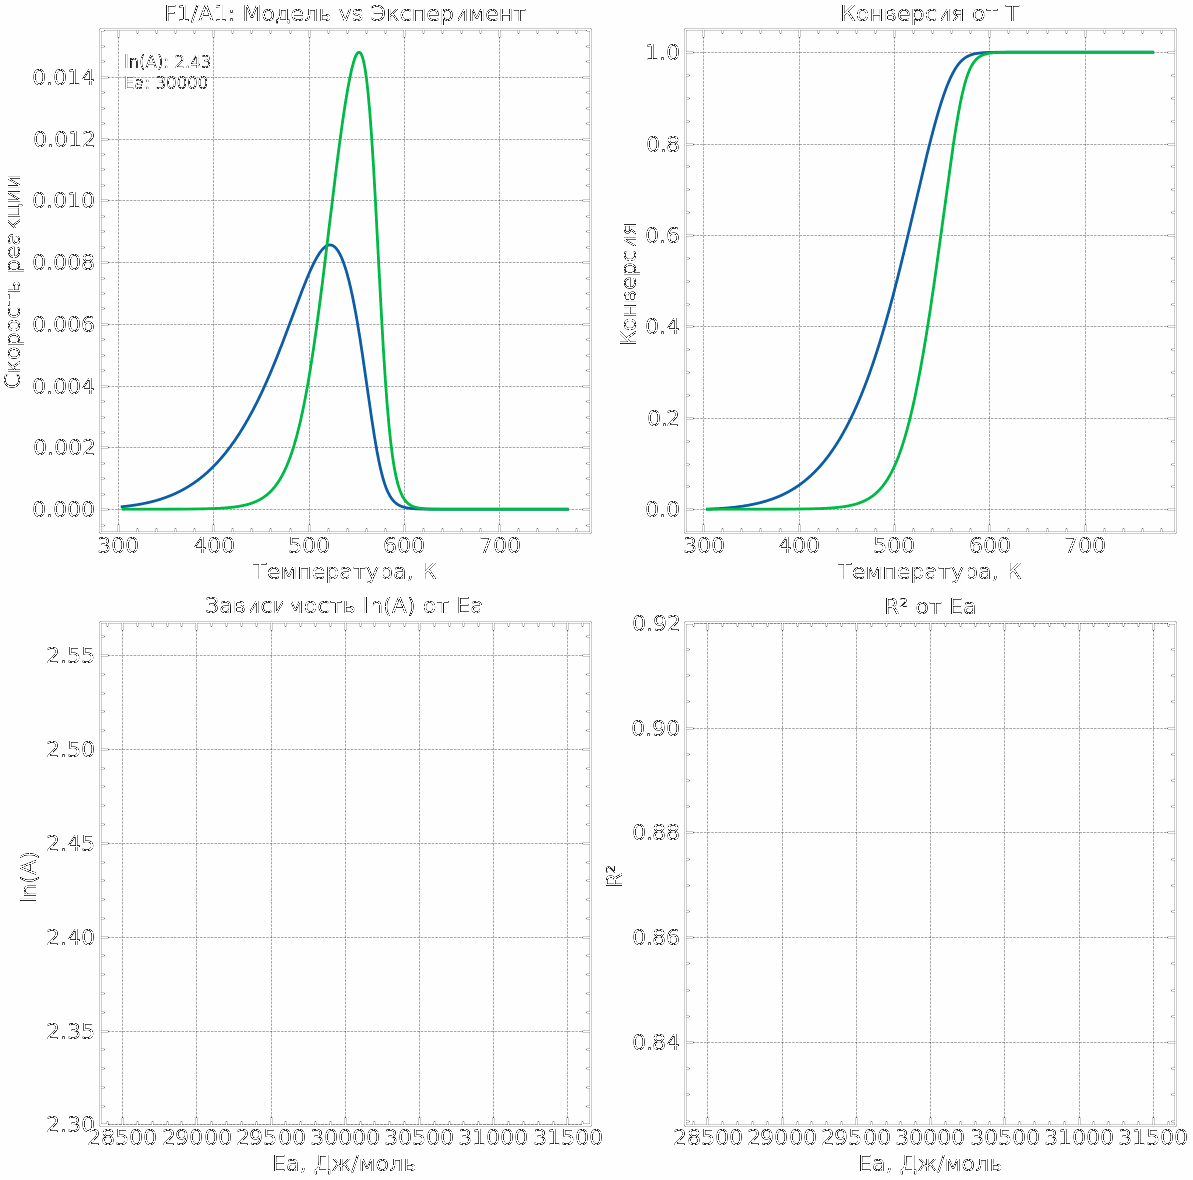 F1/A1: Модель vs Эксперимент
ln(A): 2.43
Ea: 30000
0.014
0.012
0.010
0.008
0.006
0.004
0.002
0.000
Скорость реакции
300 400 500 600 700
Температура, K
Конверсия от T
1.0
0.8
0.6
0.4
0.2
0.0
Конверсия
300 400 500 600 700
Температура, K
Зависимость ln(A) от Ea
2.55
2.50
2.45
2.40
2.35
2.30
ln(A)
28500 29000 29500 30000 30500 31000 31500
Ea, Дж/моль
R² от Ea
0.92
0.90
0.88
0.86
0.84
R²
28500 29000 29500 30000 30500 31000 31500
Ea, Дж/моль